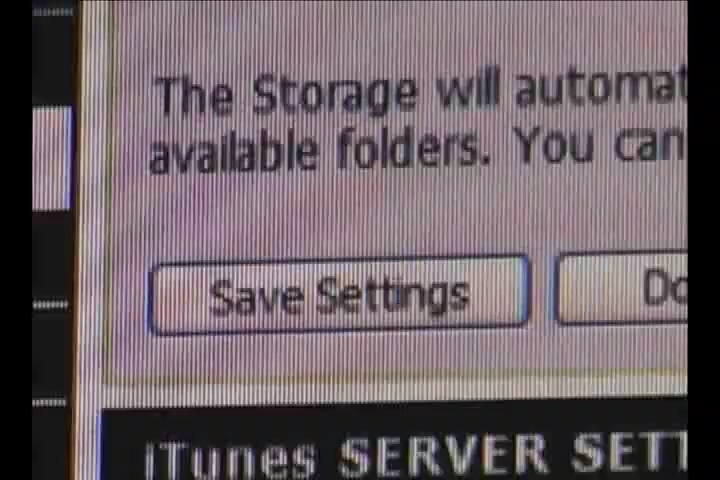 The Storage will automat
available folders. You can
Save Settings
Do
iTunes SERVER SETT